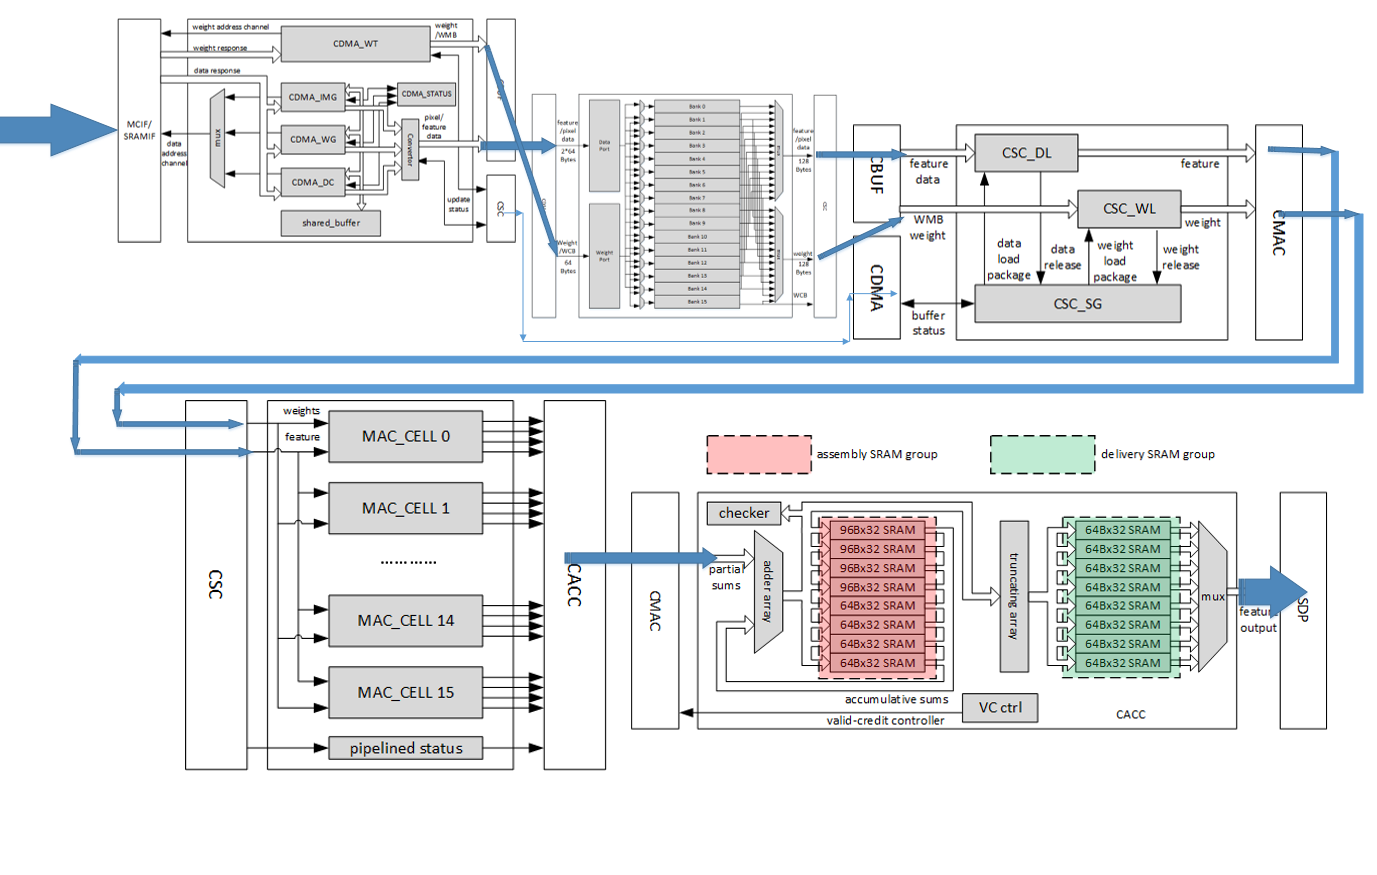 weight address channel
weight
/WMB
CDMA_WT
weight response
data response
CDMA_IMG
CDMA_STATUS
MCIF/
SRAMIF
mux
CDMA_WG
Convertor
pixel/
feature
data
data
address
channel
CDMA_DC
update
status
CSC
shared_buffer
feature
/pixel
data
2*64
Bytes
Data
Port
Weight
/WCB
64
Bytes
Weight
Port
Bank 0
Bank 1
Bank 2
Bank 3
Bank 4
Bank 5
Bank 6
Bank 7
Bank 8
Bank 9
Bank 10
Bank 11
Bank 12
Bank 13
Bank 14
Bank 15
mux
mux
feature
/pixel
data
128
Bytes
weight
128
Bytes
WCB
CSC
CBUF
feature
data
CSC_DL
feature
WMB
weight
CSC_WL
weight
CMAC
CDMA
data
load
package
data
release
weight
load
package
weight
release
CSC_SG
buffer
status
CSC
weights
feature
MAC_CELL 0
MAC_CELL 1
............
MAC_CELL 14
MAC_CELL 15
pipelined status
CACC
assembly SRAM group
delivery SRAM group
CMAC
checker
partial
sums
adder array
96Bx32 SRAM
96Bx32 SRAM
96Bx32 SRAM
96Bx32 SRAM
64Bx32 SRAM
64Bx32 SRAM
64Bx32 SRAM
64Bx32 SRAM
truncating array
64Bx32 SRAM
64Bx32 SRAM
64Bx32 SRAM
64Bx32 SRAM
64Bx32 SRAM
64Bx32 SRAM
64Bx32 SRAM
64Bx32 SRAM
mux
feature
output
SDP
accumulative sums
valid-credit controller
VC ctrl
CACC